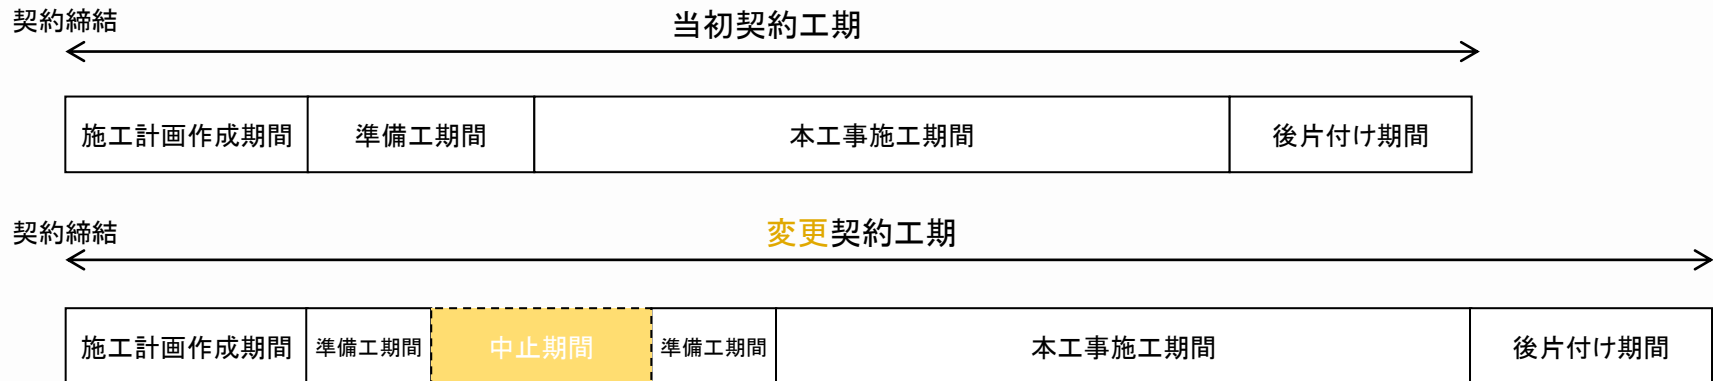 契約締結
当初契約工期
施工計画作成期間 準備工期間 本工事施工期間 後片付け期間
契約締結
変更契約工期
施工計画作成期間 準備工期間 中止期間 準備工期間 本工事施工期間 後片付け期間